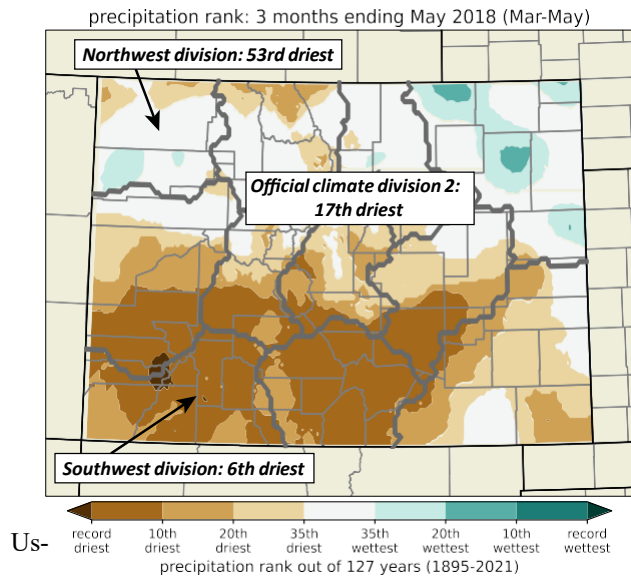 precipitation rank: 3 months ending May 2018 (Mar-May)
Northwest division: 53rd driest
Official climate division 2:
17th driest
Southwest division: 6th driest
Us-
record driest
10th driest
20th driest
35th driest
35th wettest
20th wettest
10th wettest
record wettest
precipitation rank out of 127 years (1895-2021)